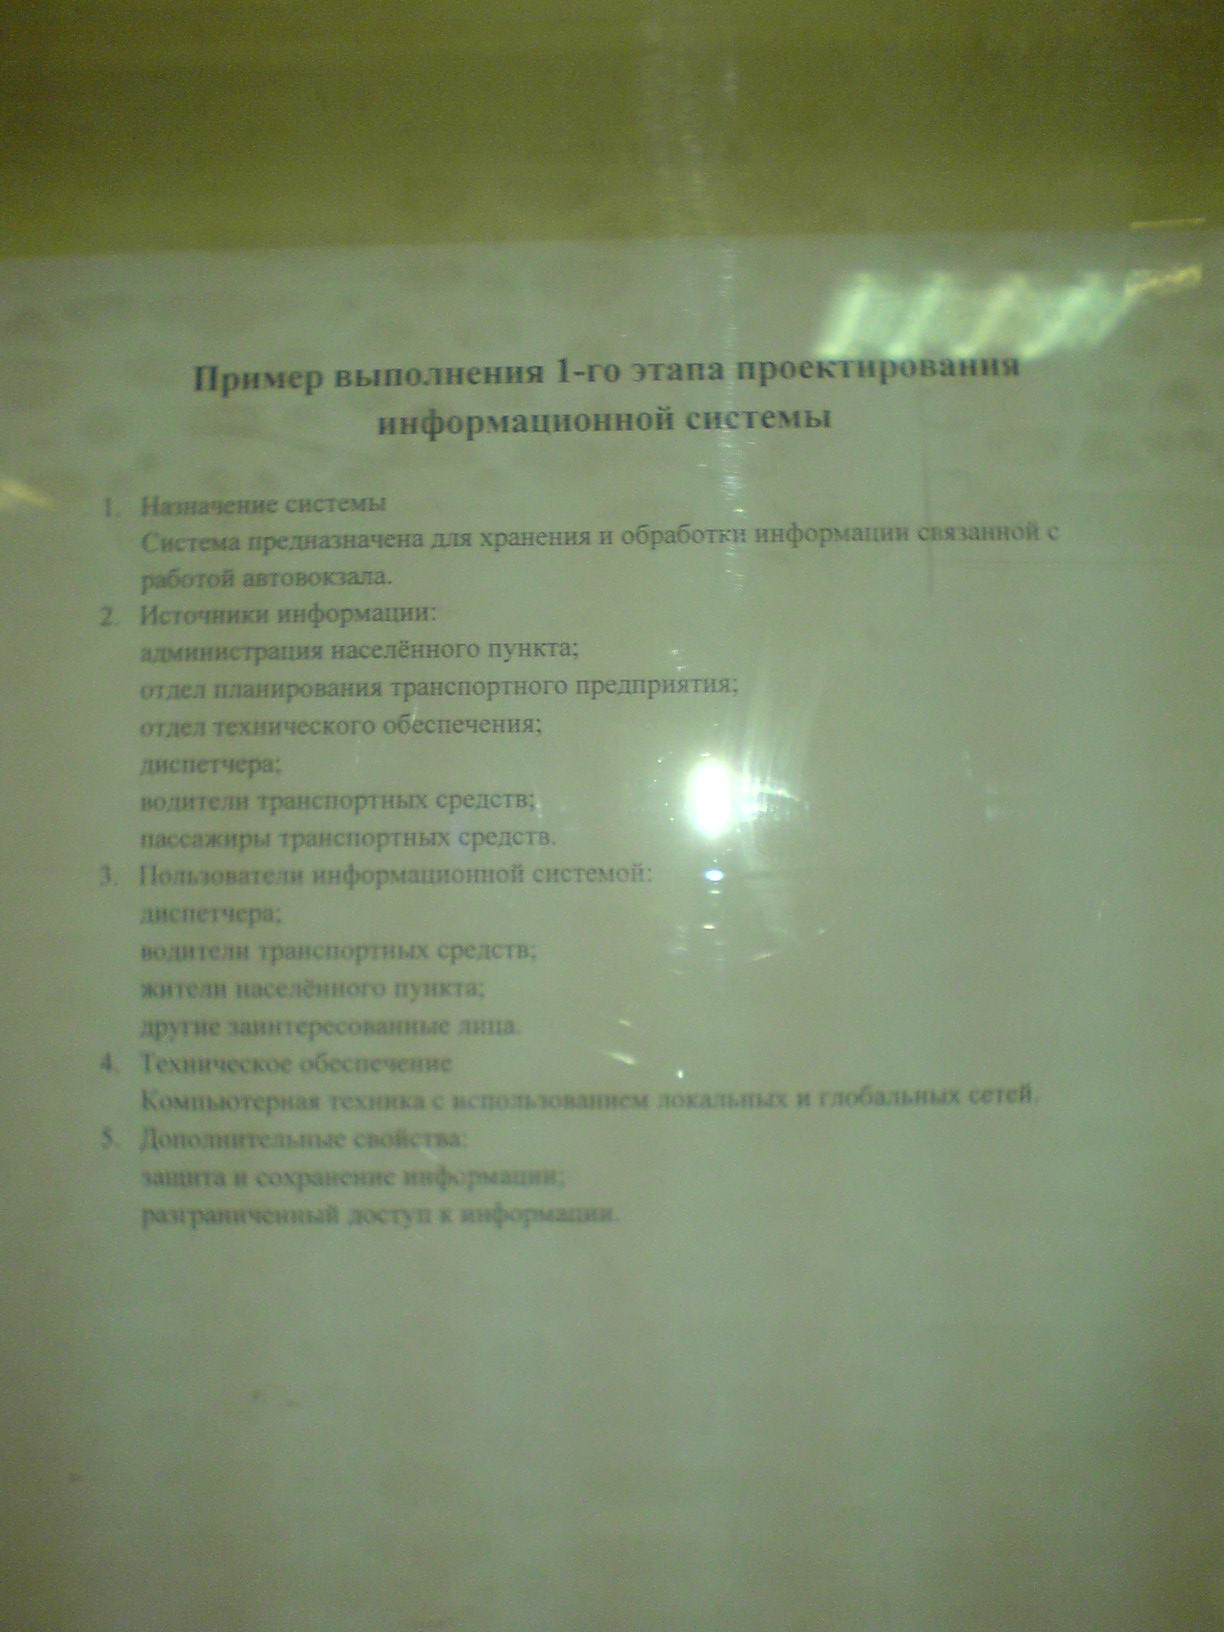 Пример выполнения 1-го этапа проектирования
информационной системы
1. Назначение системы
Система предназначена для хранения и обработки информации связанной с
работой автовокзала.
2. Источники информации:
администрация населённого пункта;
отдел планирования транспортного предприятия;
отдел технического обеспечения;
диспетчера;
водители транспортных средств;
пассажиры транспортных средств.
3. Пользователи информационной системой:
диспетчера;
водители транспортных средств;
жители населённого пункта;
другие заинтересованные лица.
4. Техническое обеспечение
Компьютерная техника с использованием локальных и глобальных сетей.
5. Дополнительные свойства:
защита и сохранение информации;
разграниченный доступ к информации.